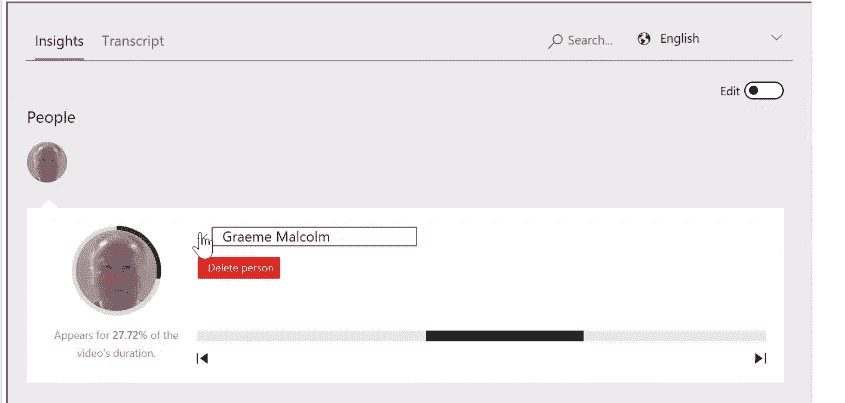 Insights Transcript Search... English
Edit
People
Graeme Malcolm
Delete person
Appears for 27.72% of the
video's duration.